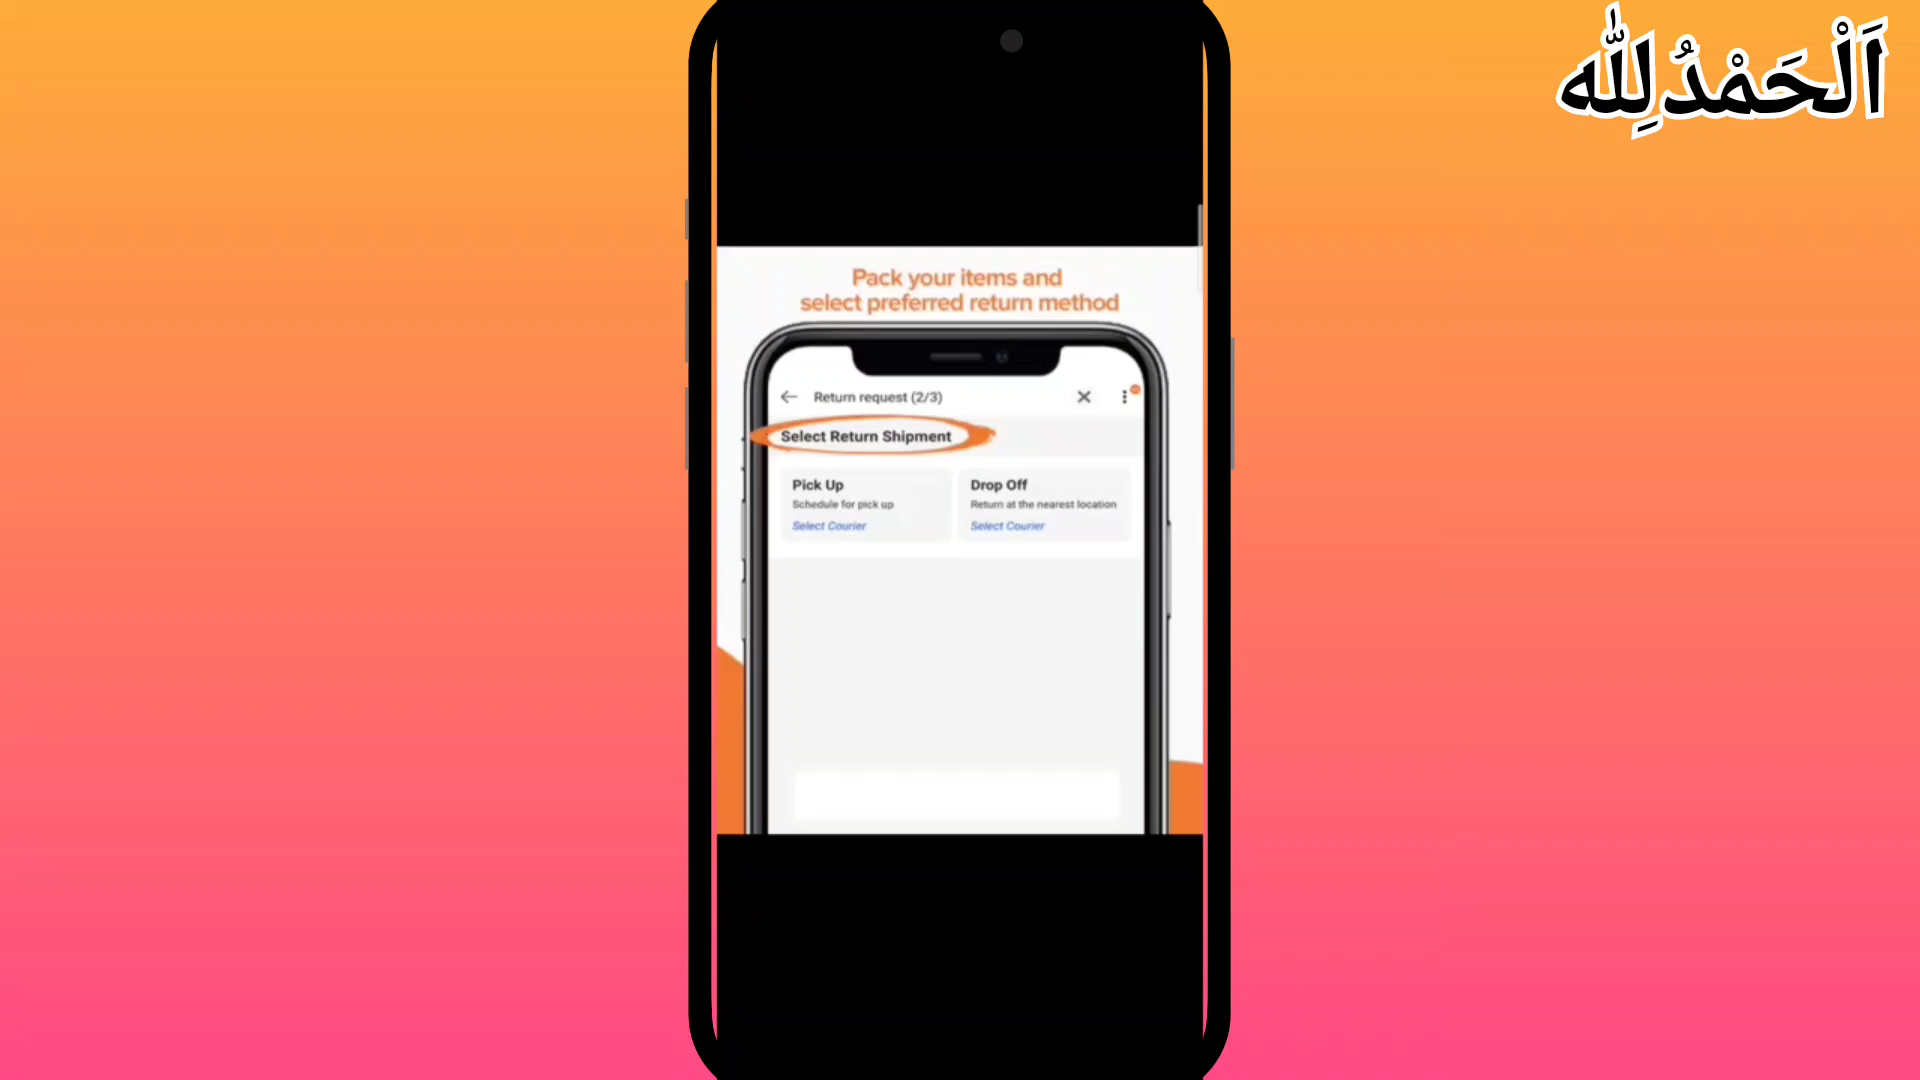 اَلْحَمْدُلِلّٰه
Pack your items and
select preferred return method
Return request (2/3)
Select Return Shipment
Pick Up
Schedule for pick up
Select Courier
Drop Off
Return at the nearest location
Select Courier